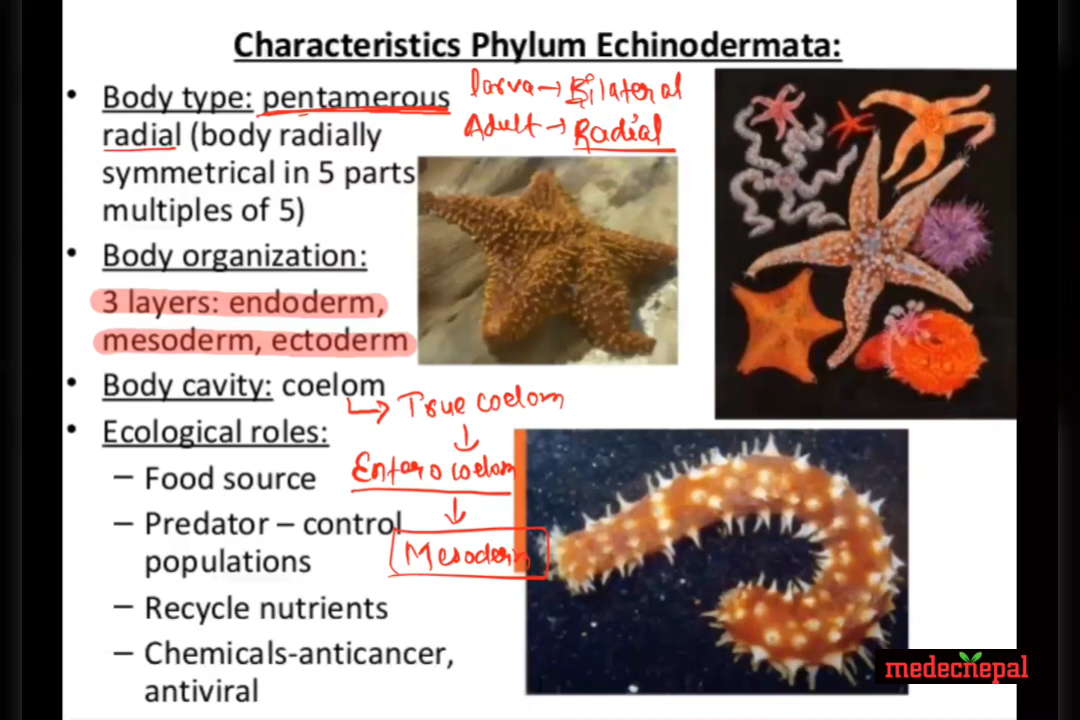 Characteristics Phylum Echinodermata:
• Body type: pentamerous
radial (body radially
symmetrical in 5 parts
multiples of 5)
larva → Bilateral
Adult → Radial
• Body organization:
3 layers: endoderm,
mesoderm, ectoderm
• Body cavity: coelom
→ True coelom
↓
Enterocoelom
↓
Mesoderm
• Ecological roles:
– Food source
– Predator – control
populations
– Recycle nutrients
– Chemicals-anticancer,
antiviral
medecnepal